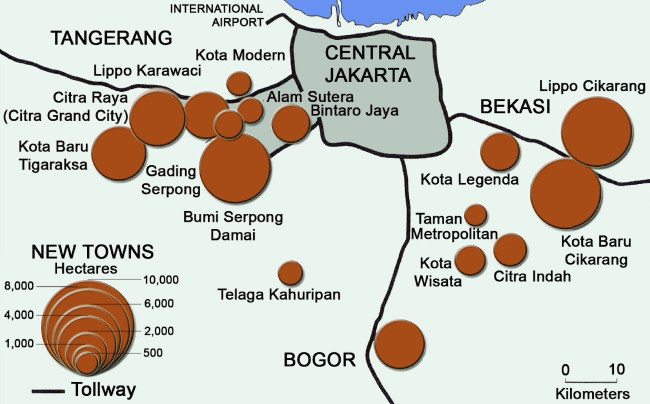 INTERNATIONAL
AIRPORT
TANGERANG
Kota Modern
CENTRAL
JAKARTA
Lippo Karawaci
Citra Raya
(Citra Grand City)
Alam Sutera
Bintaro Jaya
Kota Baru
Tigaraksa
Gading
Serpong
Bumi Serpong
Damai
Lippo Cikarang
BEKASI
Kota Legenda
Taman
Metropolitan
Kota
Wisata
Citra Indah
Kota Baru
Cikarang
Telaga Kahuripan
BOGOR
NEW TOWNS
Hectares
10,000
8,000
6,000
4,000
2,000
1,000
500
Tollway
0 10
Kilometers